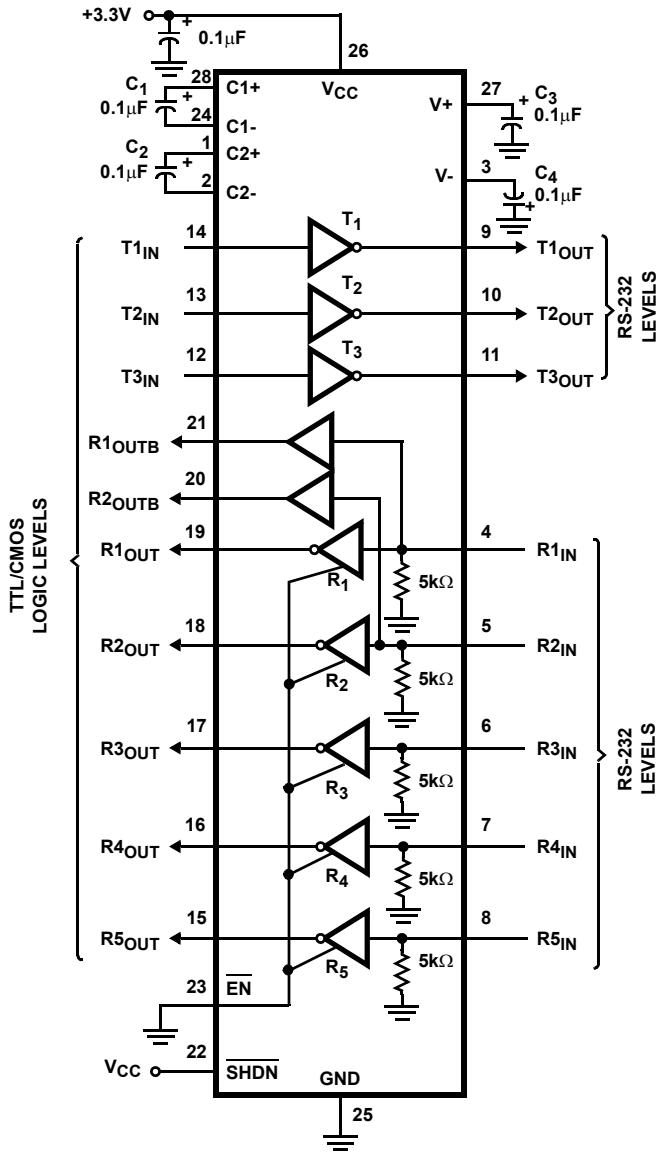 +3.3V
+
0.1µF
26
28
C1
0.1µF
+
24
C1+
C1-
VCC
27
V+
+
C3
0.1µF
1
C2
0.1µF
+
2
C2+
C2-
3
V-
C4
0.1µF
+
T1IN
14
T1
9
T1OUT
T2IN
13
T2
10
T2OUT
T3IN
12
T3
11
T3OUT
RS-232
LEVELS
21
R1OUTB
20
R2OUTB
R1OUT
19
R1
5kΩ
4
R1IN
R2OUT
18
R2
5kΩ
5
R2IN
R3OUT
17
R3
5kΩ
6
R3IN
R4OUT
16
R4
5kΩ
7
R4IN
R5OUT
15
R5
5kΩ
8
R5IN
TTL/CMOS
LOGIC LEVELS
RS-232
LEVELS
23
EN
22
VCC
SHDN
GND
25